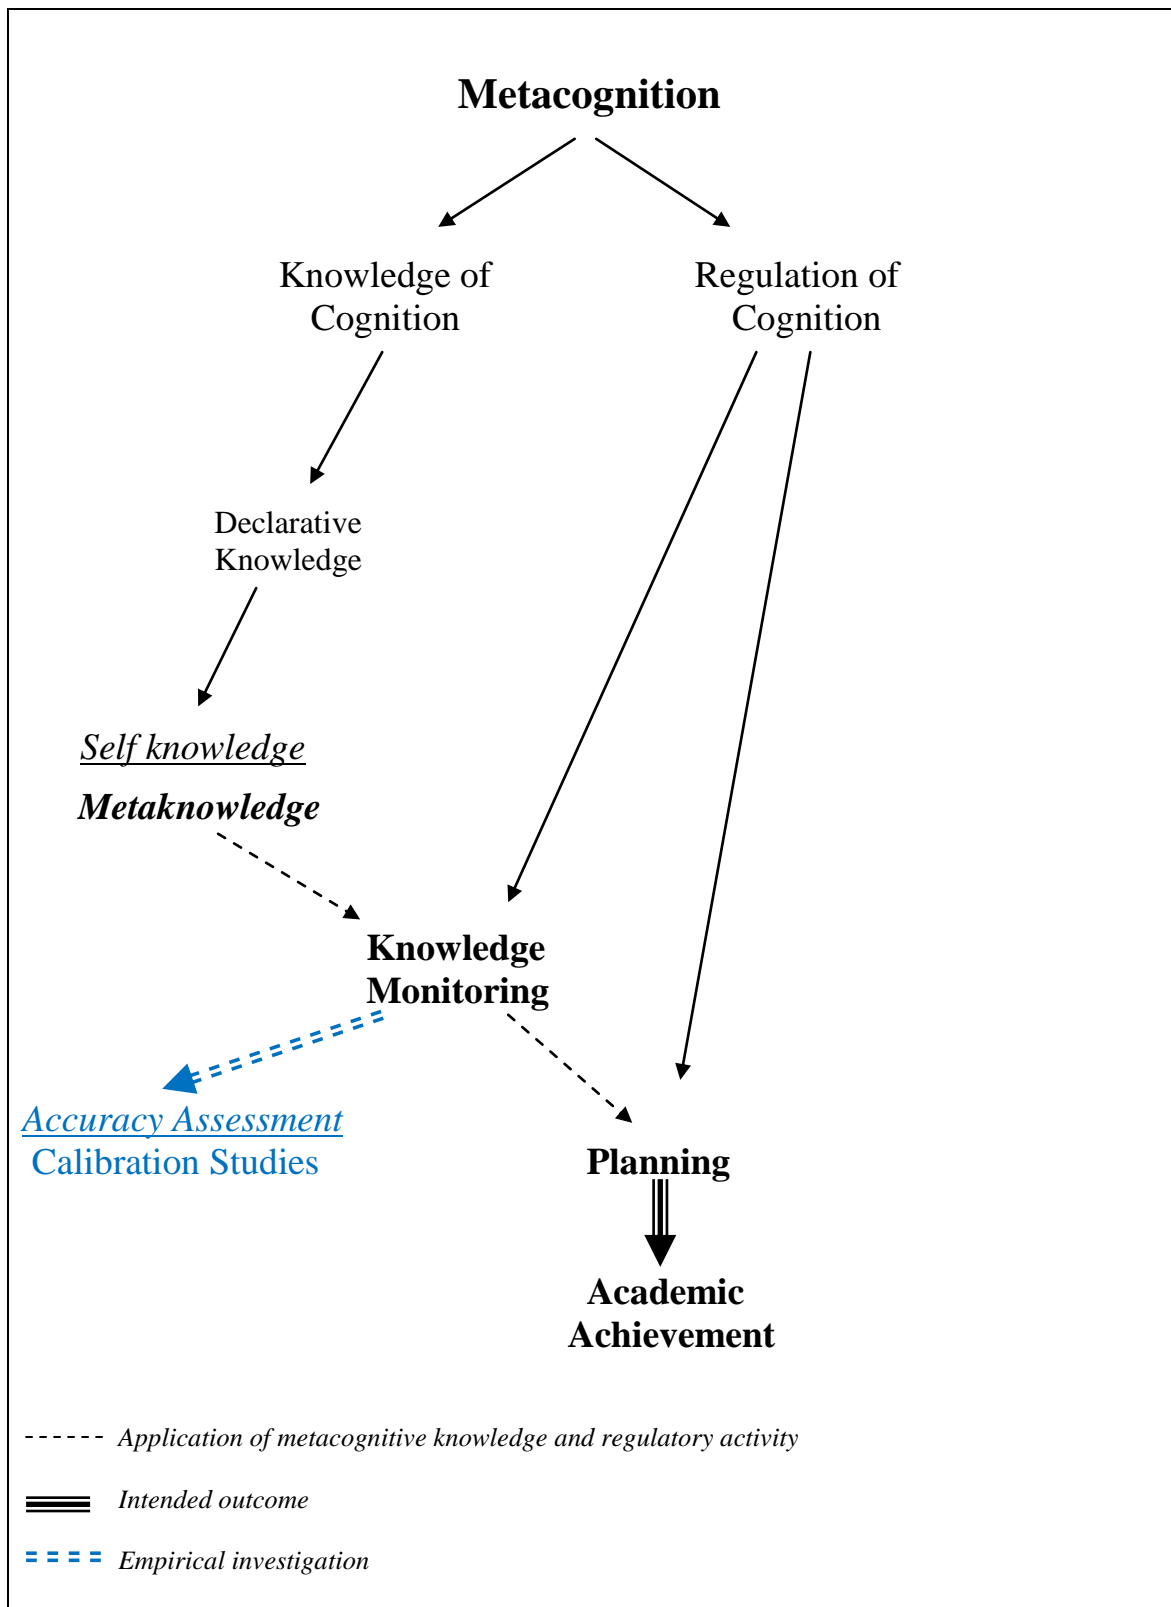 Metacognition
Knowledge of
Cognition
Regulation of
Cognition
Declarative
Knowledge
Self knowledge
Metaknowledge
Knowledge
Monitoring
Accuracy Assessment
Calibration Studies
Planning
Academic
Achievement
Application of metacognitive knowledge and regulatory activity
Intended outcome
Empirical investigation